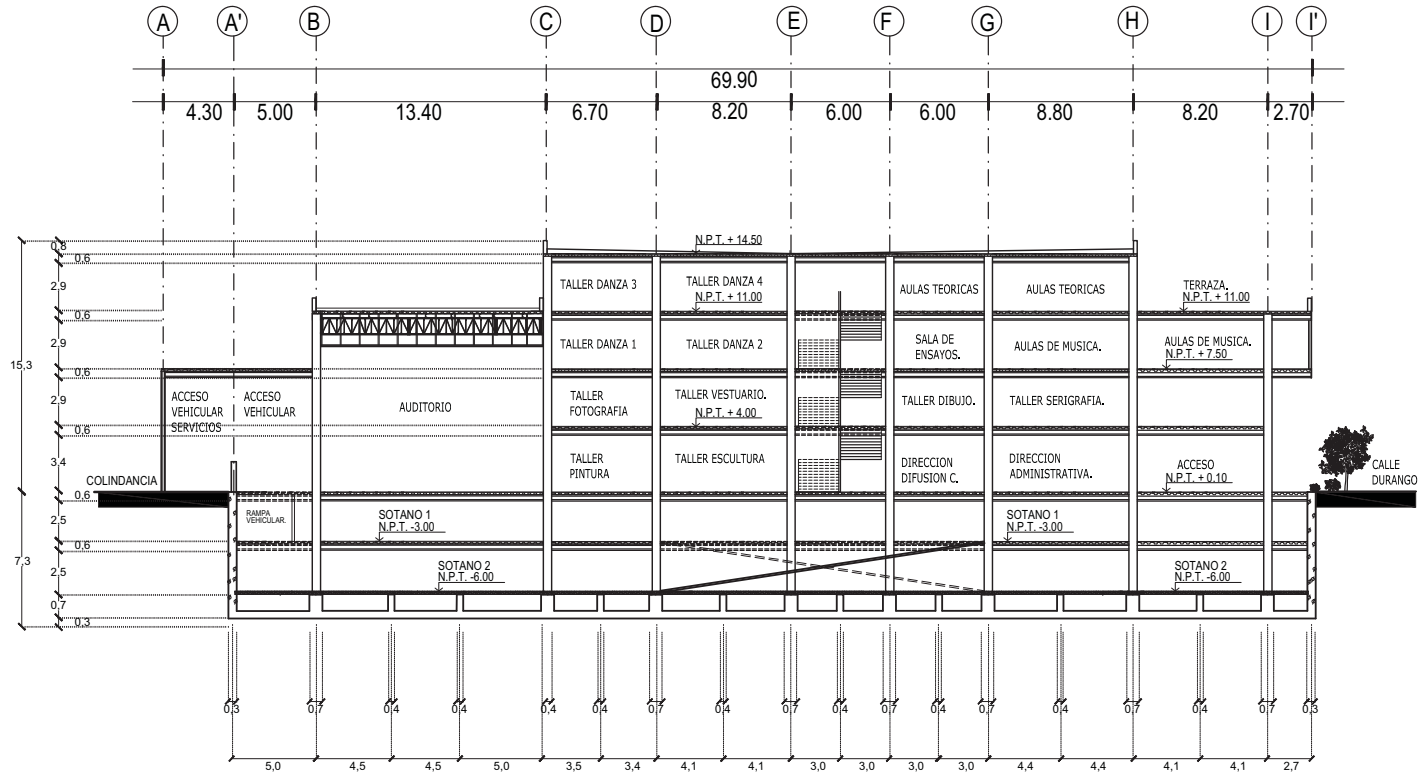 A A' B C D E F G H I I'
69.90
4.30 5.00 13.40 6.70 8.20 6.00 6.00 8.80 8.20 2.70
0,8
0.6
2.9
0.6
2.9
0.6
2.9
0.6
3.4
0.6
2.5
0.6
2.5
0.7
0.3
15,3
7,3
N.P.T. + 14.50
TALLER DANZA 3
TALLER DANZA 4
N.P.T. + 11.00
AULAS TEORICAS
AULAS TEORICAS
TERRAZA.
N.P.T. + 11.00
TALLER DANZA 1
TALLER DANZA 2
SALA DE
ENSAYOS.
AULAS DE MUSICA.
AULAS DE MUSICA.
N.P.T. + 7.50
ACCESO
VEHICULAR
SERVICIOS
ACCESO
VEHICULAR
AUDITORIO
TALLER
FOTOGRAFIA
TALLER VESTUARIO.
N.P.T. + 4.00
TALLER DIBUJO.
TALLER SERIGRAFIA.
TALLER
PINTURA
TALLER ESCULTURA
DIRECCION
DIFUSION C.
DIRECCION
ADMINISTRATIVA.
ACCESO
N.P.T. + 0.10
COLINDANCIA
CALLE
DURANGO
RAMPA
VEHICULAR.
SOTANO 1
N.P.T. -3.00
SOTANO 1
N.P.T. -3.00
SOTANO 2
N.P.T. -6.00
SOTANO 2
N.P.T. -6.00
0,3 0,7 0,4 0,4 0,4 0,4 0,7 0,4 0,7 0,4 0,7 0,4 0,7 0,4 0,7 0,4 0,7 0,3
5,0 4,5 4,5 5,0 3,5 3,4 4,1 4,1 3,0 3,0 3,0 3,0 4,4 4,4 4,1 4,1 2,7